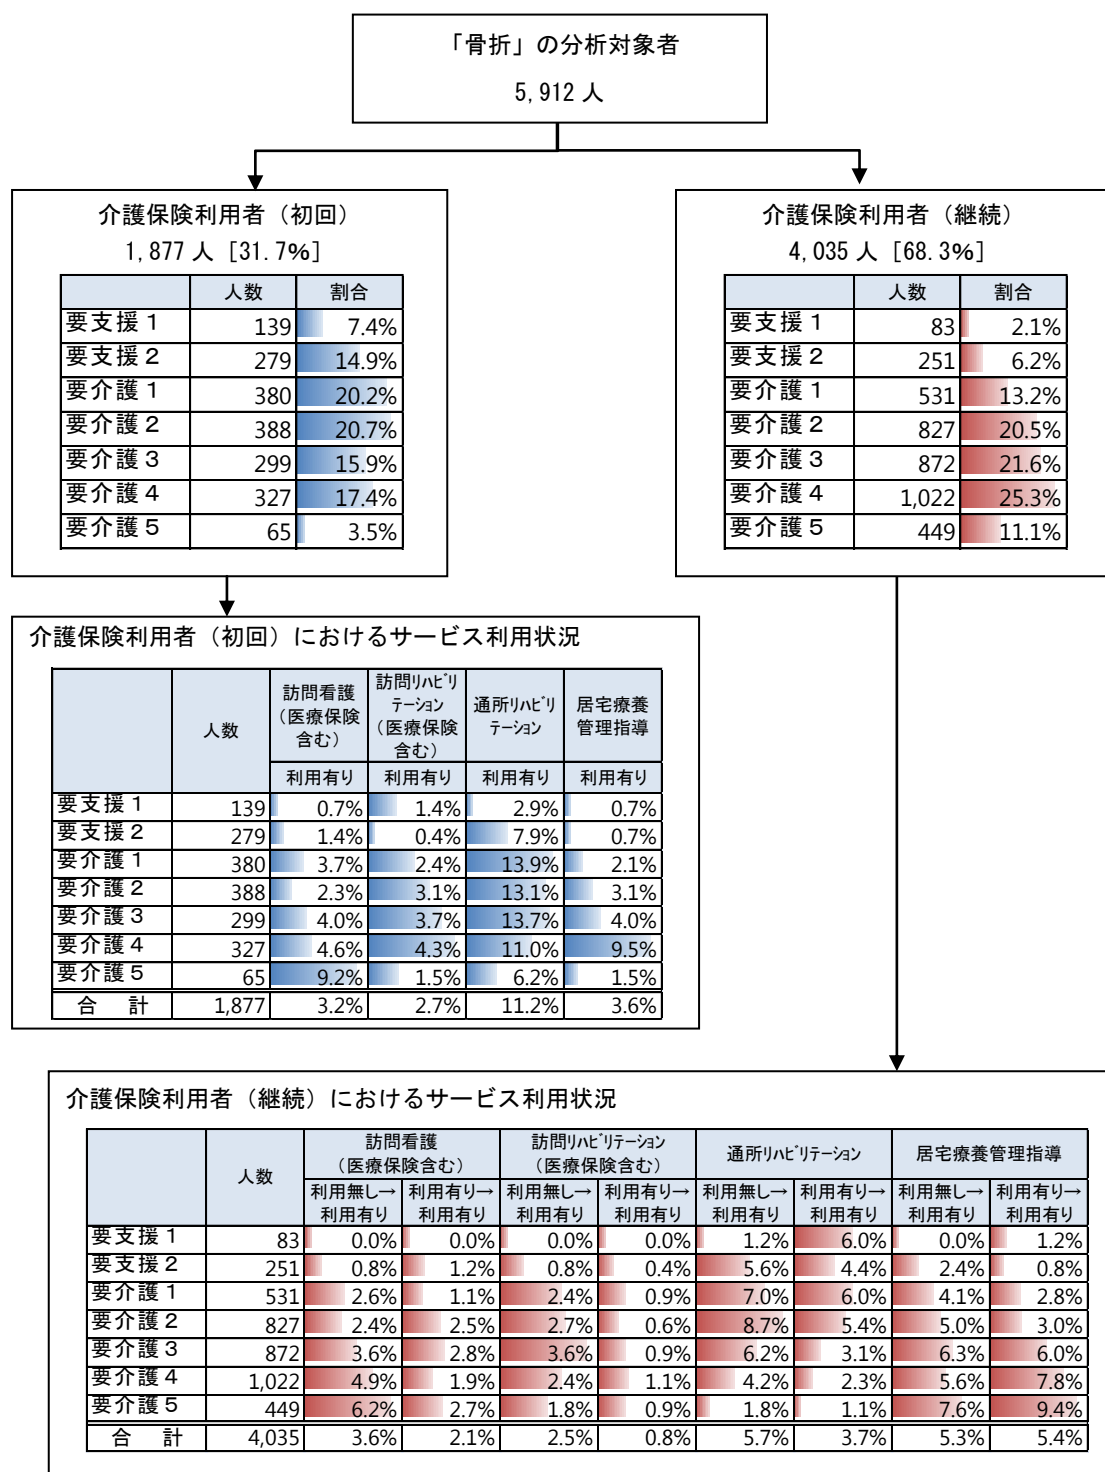 「骨折」の分析対象者
5,912 人
介護保険利用者（初回）
1,877 人［31.7%］
人数 割合
要支援１ 139 7.4%
要支援２ 279 14.9%
要介護１ 380 20.2%
要介護２ 388 20.7%
要介護３ 299 15.9%
要介護４ 327 17.4%
要介護５ 65 3.5%
介護保険利用者（継続）
4,035 人［68.3%］
人数 割合
要支援１ 83 2.1%
要支援２ 251 6.2%
要介護１ 531 13.2%
要介護２ 827 20.5%
要介護３ 872 21.6%
要介護４ 1,022 25.3%
要介護５ 449 11.1%
介護保険利用者（初回）におけるサービス利用状況
人数
訪問看護
（医療保険
含む）
訪問ﾘﾊﾋﾞﾘ
ﾃｰｼｮﾝ
（医療保険
含む）
通所ﾘﾊﾋﾞﾘ
ﾃｰｼｮﾝ
居宅療養
管理指導
利用有り 利用有り 利用有り 利用有り
要支援１ 139 0.7% 1.4% 2.9% 0.7%
要支援２ 279 1.4% 0.4% 7.9% 0.7%
要介護１ 380 3.7% 2.4% 13.9% 2.1%
要介護２ 388 2.3% 3.1% 13.1% 3.1%
要介護３ 299 4.0% 3.7% 13.7% 4.0%
要介護４ 327 4.6% 4.3% 11.0% 9.5%
要介護５ 65 9.2% 1.5% 6.2% 1.5%
合 計 1,877 3.2% 2.7% 11.2% 3.6%
介護保険利用者（継続）におけるサービス利用状況
人数
訪問看護
（医療保険含む）
訪問ﾘﾊﾋﾞﾘﾃｰｼｮﾝ
（医療保険含む）
通所ﾘﾊﾋﾞﾘﾃｰｼｮﾝ
居宅療養管理指導
利用無し→ 利用有り→ 利用無し→ 利用有り→ 利用無し→ 利用有り→ 利用無し→ 利用有り→
利用有り 利用有り 利用有り 利用有り 利用有り 利用有り 利用有り 利用有り
要支援１ 83 0.0% 0.0% 0.0% 0.0% 1.2% 6.0% 0.0% 1.2%
要支援２ 251 0.8% 1.2% 0.8% 0.4% 5.6% 4.4% 2.4% 0.8%
要介護１ 531 2.6% 1.1% 2.4% 0.9% 7.0% 6.0% 4.1% 2.8%
要介護２ 827 2.4% 2.5% 2.7% 0.6% 8.7% 5.4% 5.0% 3.0%
要介護３ 872 3.6% 2.8% 3.6% 0.9% 6.2% 3.1% 6.3% 6.0%
要介護４ 1,022 4.9% 1.9% 2.4% 1.1% 4.2% 2.3% 5.6% 7.8%
要介護５ 449 6.2% 2.7% 1.8% 0.9% 1.8% 1.1% 7.6% 9.4%
合 計 4,035 3.6% 2.1% 2.5% 0.8% 5.7% 3.7% 5.3% 5.4%